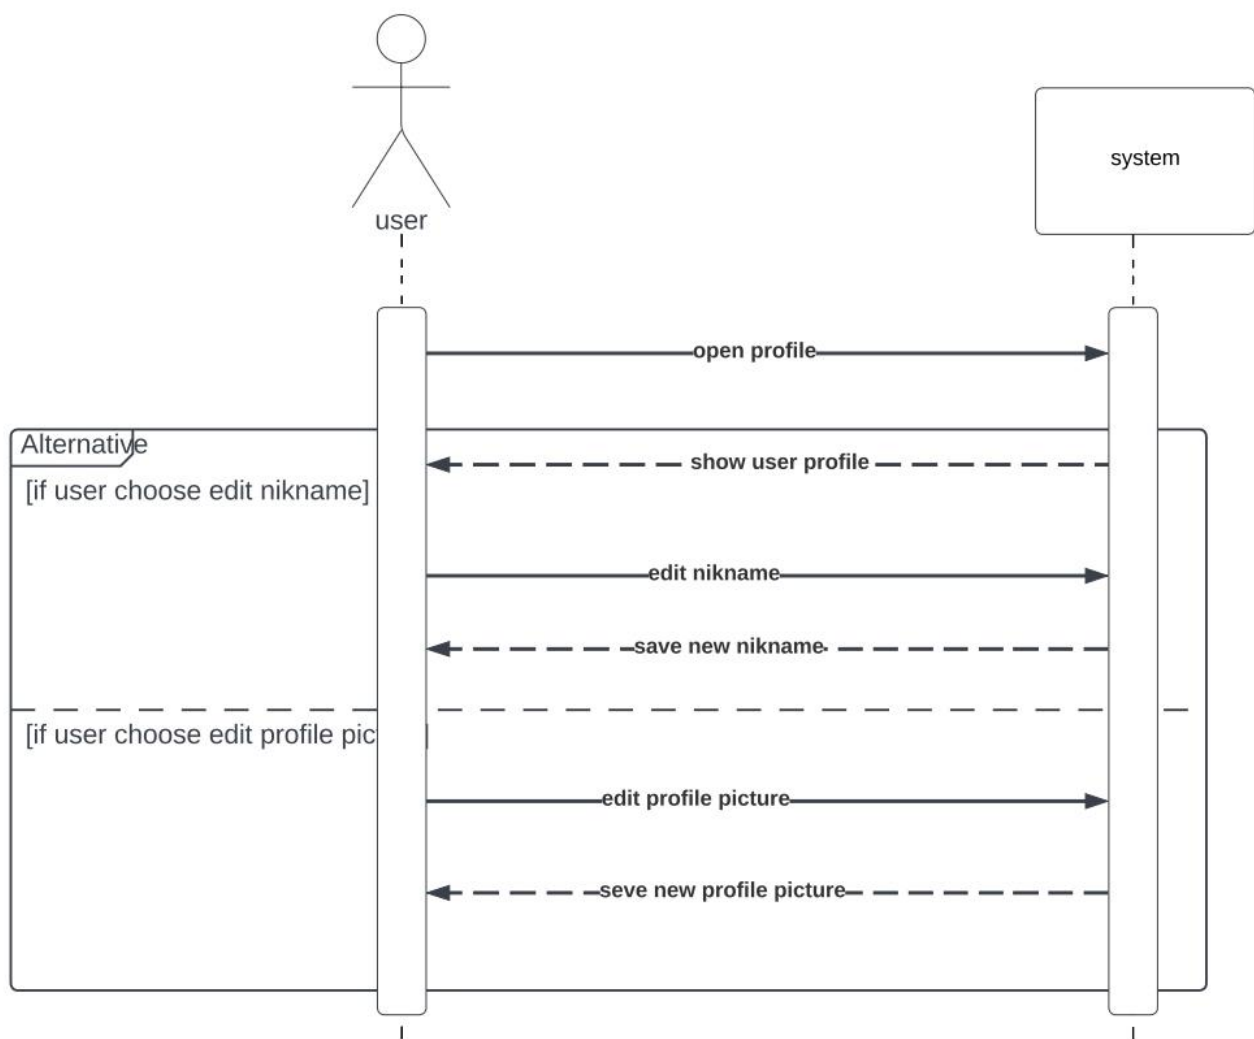 user
system
open profile
Alternative
show user profile
[if user choose edit nikname]
edit nikname
save new nikname
[if user choose edit profile pic
edit profile picture
seve new profile picture